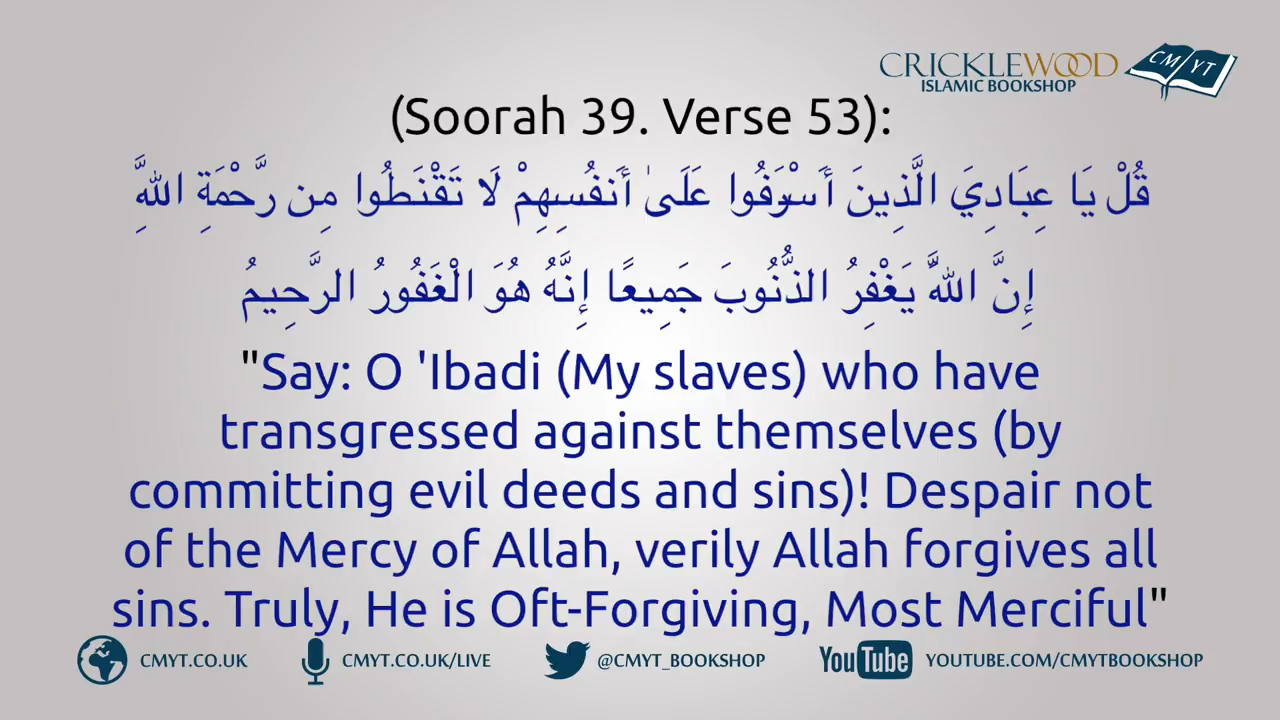 CRICKLEWOOD
ISLAMIC BOOKSHOP
CM YT
(Soorah 39. Verse 53):
قُلْ يَا عِبَادِيَ الَّذِينَ أَسْرَفُوا عَلَىٰ أَنفُسِهِمْ لَا تَقْنَطُوا مِن رَّحْمَةِ اللَّهِ
إِنَّ اللَّهَ يَغْفِرُ الذُّنُوبَ جَمِيعًا إِنَّهُ هُوَ الْغَفُورُ الرَّحِيمُ
"Say: O 'Ibadi (My slaves) who have
transgressed against themselves (by
committing evil deeds and sins)! Despair not
of the Mercy of Allah, verily Allah forgives all
sins. Truly, He is Oft-Forgiving, Most Merciful"
CMYT.CO.UK CMYT.CO.UK/LIVE @CMYT_BOOKSHOP YouTube YOUTUBE.COM/CMYTBOOKSHOP